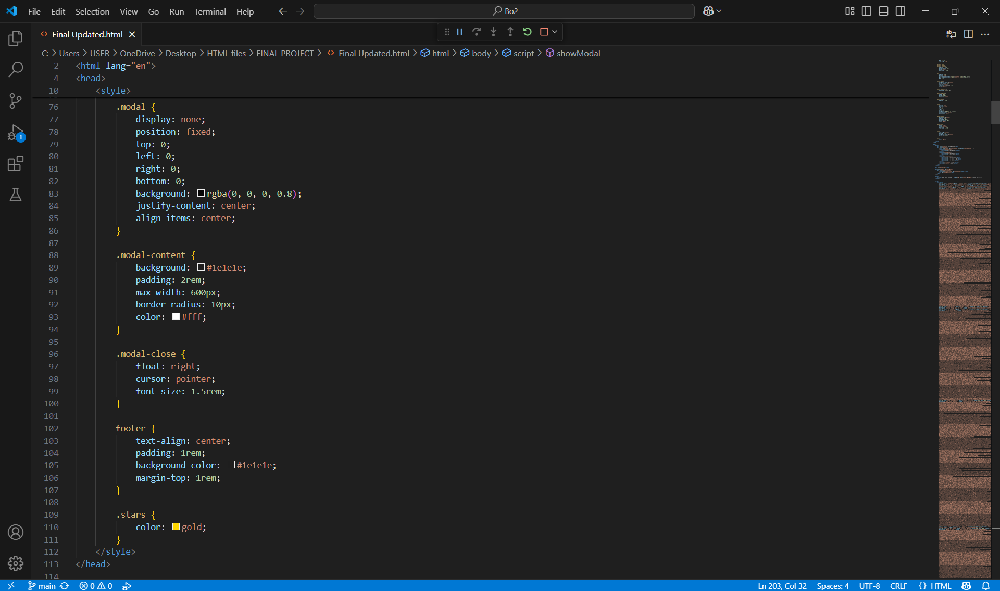 File Edit Selection View Go Run Terminal Help
Bo2
Final Updated.html
C: > Users > USER > OneDrive > Desktop > HTML files > FINAL PROJECT > Final Updated.html > html > body > script > showModal
2 <html lang="en">
4 <head>
10 <style>
76 .modal {
77 display: none;
78 position: fixed;
79 top: 0;
80 left: 0;
81 right: 0;
82 bottom: 0;
83 background: rgba(0, 0, 0, 0.8);
84 justify-content: center;
85 align-items: center;
86 }
87
88 .modal-content {
89 background: #1e1e1e;
90 padding: 2rem;
91 max-width: 600px;
92 border-radius: 10px;
93 color: #fff;
94 }
95
96 .modal-close {
97 float: right;
98 cursor: pointer;
99 font-size: 1.5rem;
100 }
101
102 footer {
103 text-align: center;
104 padding: 1rem;
105 background-color: #1e1e1e;
106 margin-top: 1rem;
107 }
108
109 .stars {
110 color: gold;
111 }
112 </style>
113 </head>
114
1
main 0 0 Ln 203, Col 32 Spaces: 4 UTF-8 CRLF {} HTML